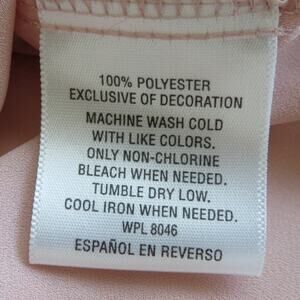 100% POLYESTER
EXCLUSIVE OF DECORATION
MACHINE WASH COLD
WITH LIKE COLORS.
ONLY NON-CHLORINE
BLEACH WHEN NEEDED.
TUMBLE DRY LOW.
COOL IRON WHEN NEEDED.
WPL 8046
ESPAÑOL EN REVERSO